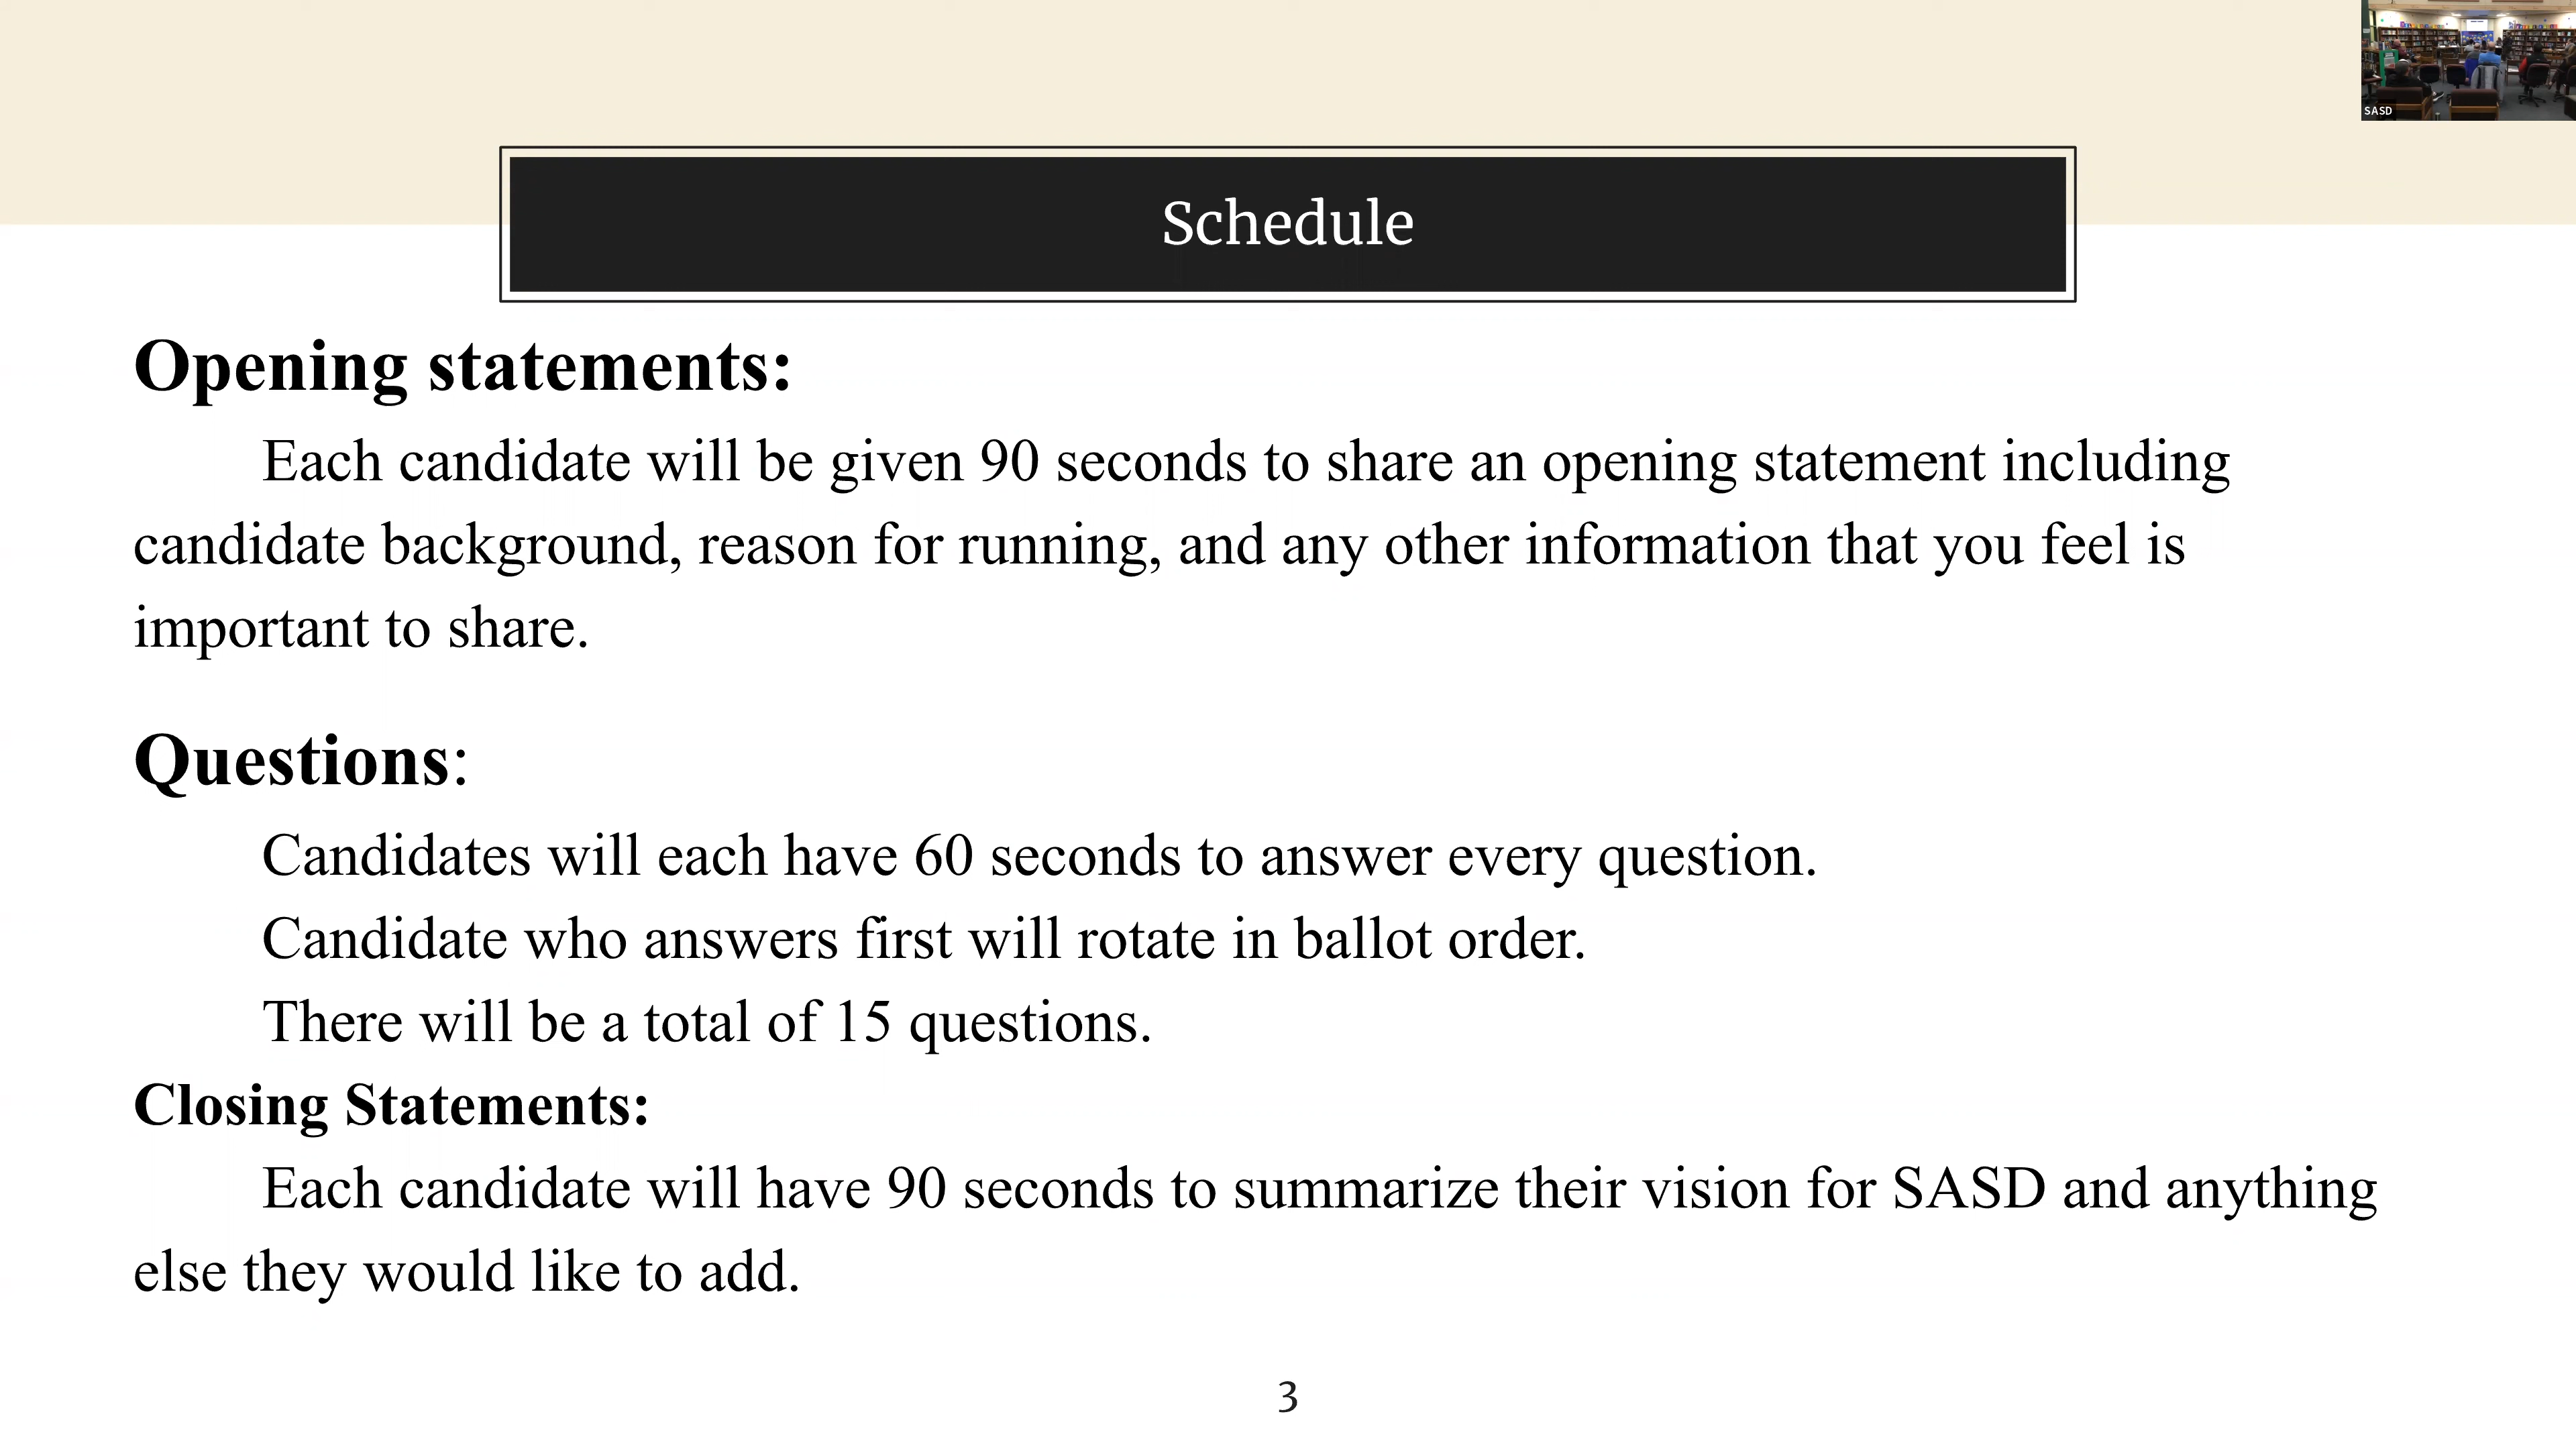 SASD
Schedule
Opening statements:
Each candidate will be given 90 seconds to share an opening statement including
candidate background, reason for running, and any other information that you feel is
important to share.
Questions:
Candidates will each have 60 seconds to answer every question.
Candidate who answers first will rotate in ballot order.
There will be a total of 15 questions.
Closing Statements:
Each candidate will have 90 seconds to summarize their vision for SASD and anything
else they would like to add.
3